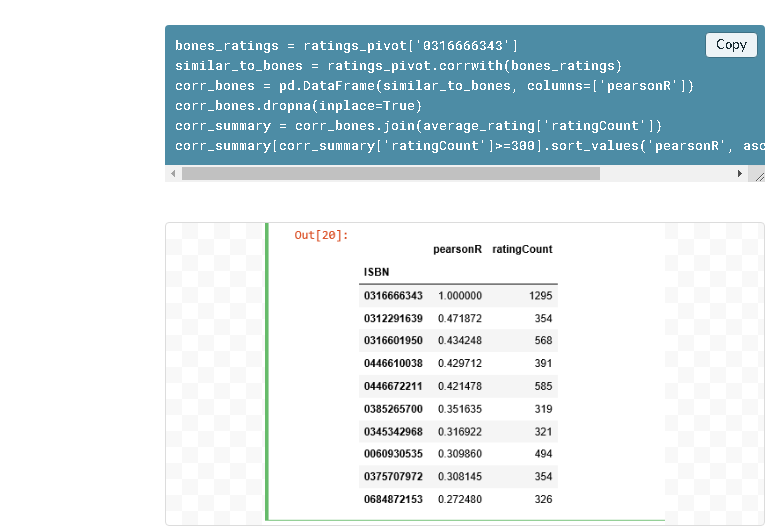 Copy
bones_ratings = ratings_pivot['0316666343']
similar_to_bones = ratings_pivot.corrwith(bones_ratings)
corr_bones = pd.DataFrame(similar_to_bones, columns=['pearsonR'])
corr_bones.dropna(inplace=True)
corr_summary = corr_bones.join(average_rating['ratingCount'])
corr_summary[corr_summary['ratingCount']>=300].sort_values('pearsonR', asc
Out[20]:
pearsonR ratingCount
ISBN
0316666343 1.000000 1295
0312291639 0.471872 354
0316601950 0.434248 568
0446610038 0.429712 391
0446672211 0.421478 585
0385265700 0.351635 319
0345342968 0.316922 321
0060930535 0.309860 494
0375707972 0.308145 354
0684872153 0.272480 326